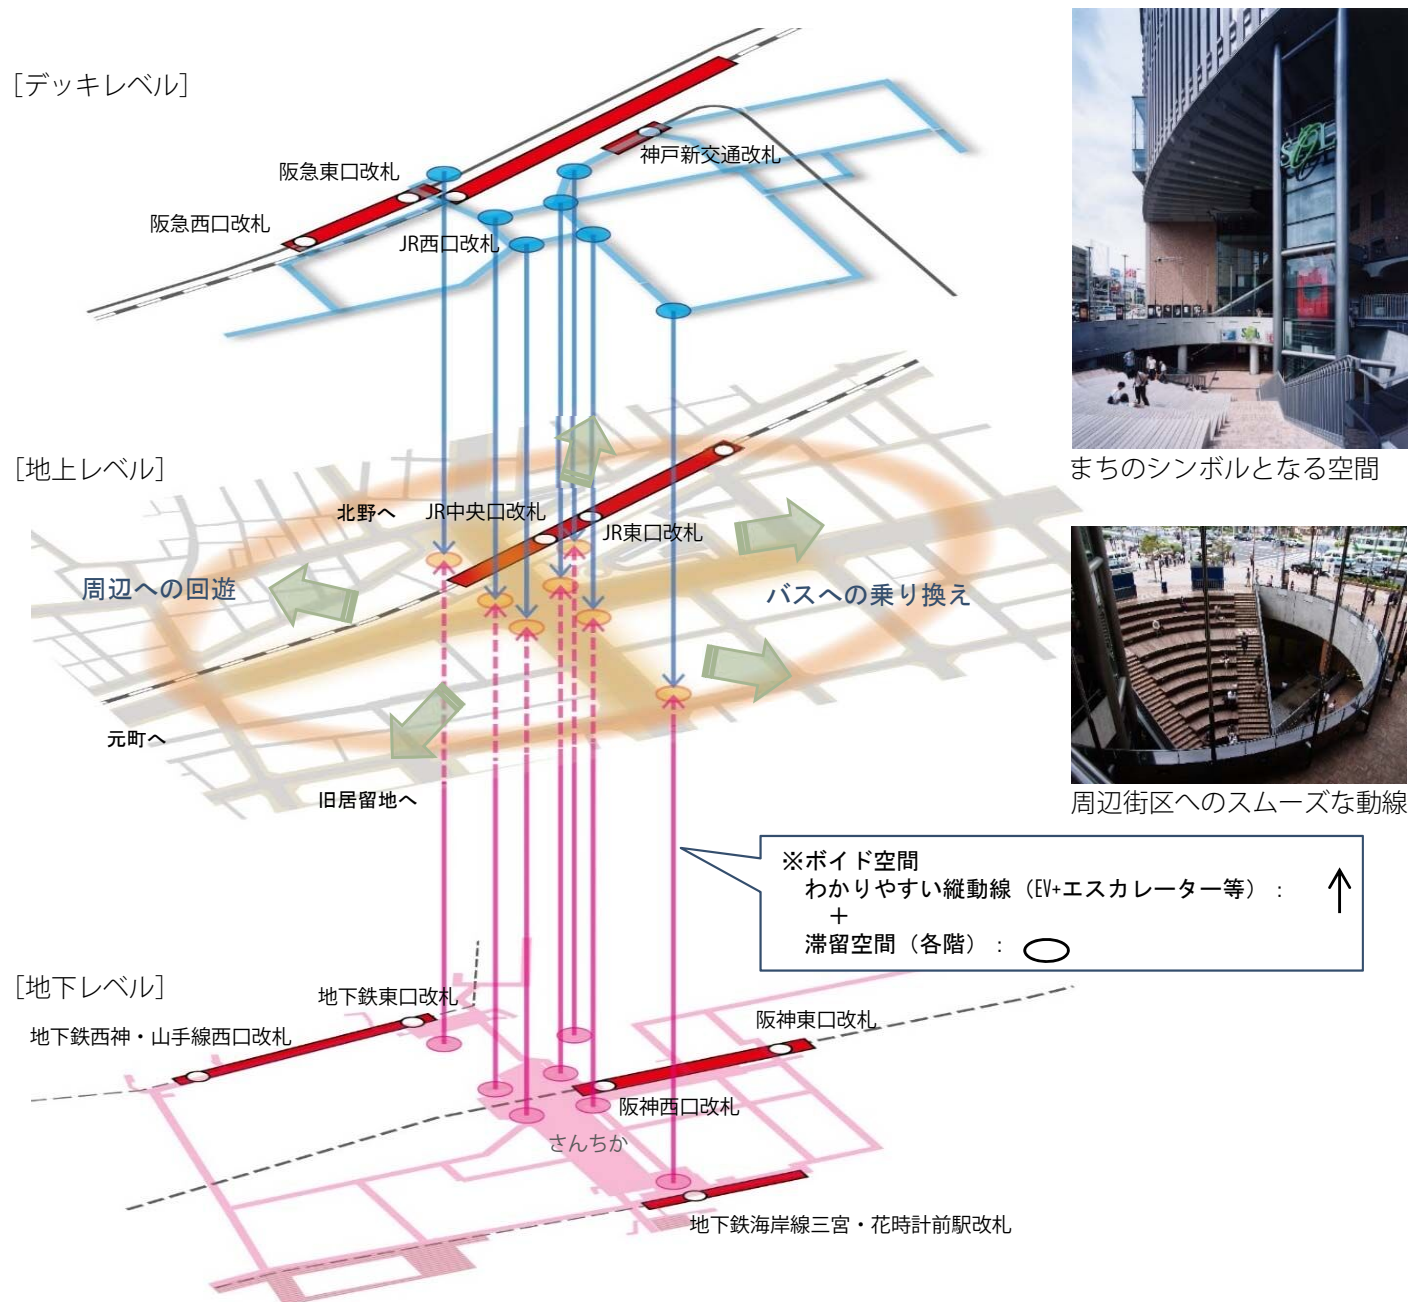 [デッキレベル]
神戸新交通改札
阪急東口改札
阪急西口改札
JR西口改札
まちのシンボルとなる空間
[地上レベル]
北野へ
JR中央口改札
JR東口改札
周辺への回遊
バスへの乗り換え
元町へ
旧居留地へ
周辺街区へのスムーズな動線
※ボイド空間
わかりやすい縦動線（EV+エスカレーター等）：
＋
滞留空間（各階）：
[地下レベル]
地下鉄東口改札
地下鉄西神・山手線西口改札
阪神東口改札
阪神西口改札
さんちか
地下鉄海岸線三宮・花時計前駅改札